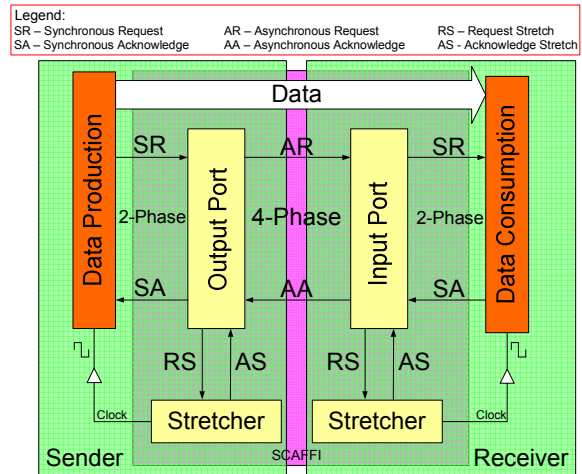 Legend:
SR – Synchronous Request AR – Asynchronous Request RS – Request Stretch
SA – Synchronous Acknowledge AA – Asynchronous Acknowledge AS - Acknowledge Stretch
Data
Data Production
SR
2-Phase
SA
Output Port
AR
4-Phase
AA
Input Port
SR
2-Phase
SA
Data Consumption
RS
AS
RS
AS
Clock
Stretcher
Stretcher
Clock
Sender
SCAFFI
Receiver